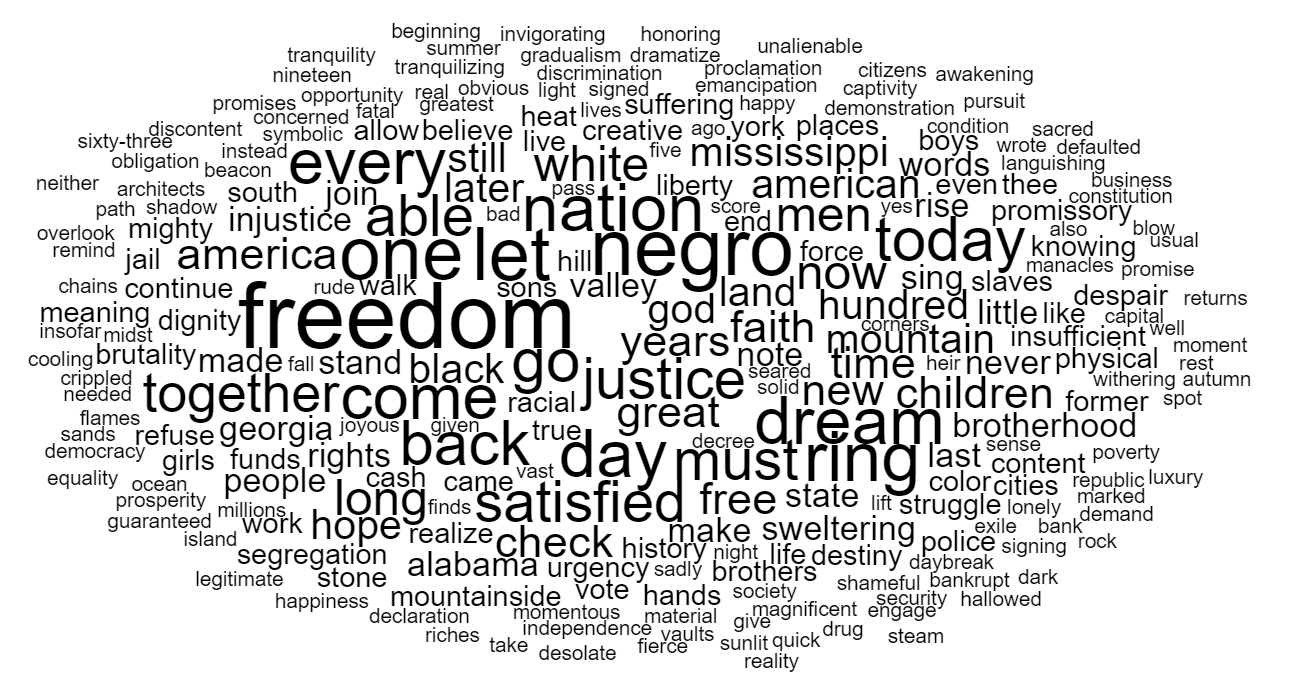 beginning invigorating honoring
tranquility summer gradualism dramatize unalienable
nineteen tranquilizing discrimination proclamation citizens awakening
promises opportunity real obvious light signed emancipation captivity
concerned fatal greatest heat lives suffering happy demonstration pursuit
sixty-three discontent symbolic allow believe live creative ago york places boys condition sacred
obligation instead every still white five mississippi words wrote defaulted
neither architects beacon south join later pass liberty american even thee languishing business
path shadow injustice able bad nation score end men yes rise promissory constitution
overlook mighty america one let hill negro force today knowing also blow
remind jail rude walk sons valley now sing slaves manacles promise usual
chains continue freedom god land hundred little like despair returns
meaning dignity years faith corners mountain insufficient capital well
insofar midst made fall stand black go note time heir never physical moment
cooling brutality justice seared solid new children withering autumn rest
crippled together come racial great dream former spot
needed georgia joyous given true decree brotherhood
flames refuse rights back day must ring last sense poverty
sands girls funds cash came vast content
democracy people long finds satisfied free state color cities republic luxury
equality ocean millions hope realize lift struggle lonely marked
prosperity work check make sweltering exile bank demand
guaranteed segregation history night life destiny police signing rock
island alabama urgency sadly brothers daybreak
legitimate stone vote hands society shameful bankrupt dark
happiness mountainside momentous material magnificent security hallowed
declaration independence vaults give engage
riches take fierce sunlit quick drug steam
desolate reality